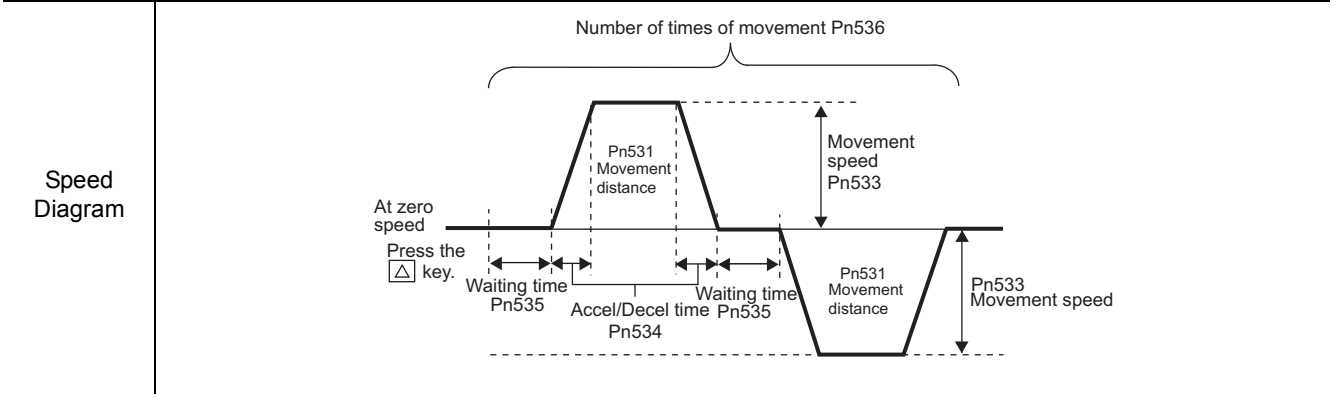 Number of times of movement Pn536
Speed
Diagram
Pn531
Movement
distance
Movement
speed
Pn533
At zero
speed
Press the
△ key.
Waiting time
Pn535
Accel/Decel time
Pn534
Waiting time
Pn535
Pn531
Movement
distance
Pn533
Movement speed